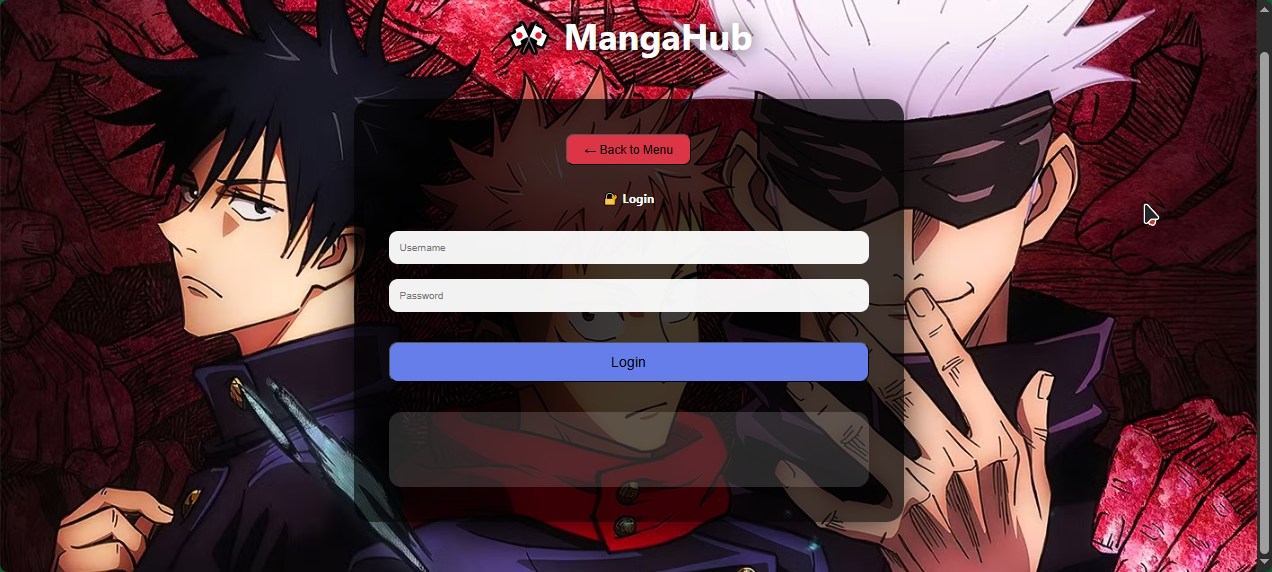 🎌 MangaHub
← Back to Menu
🔐 Login
Username
Password
Login